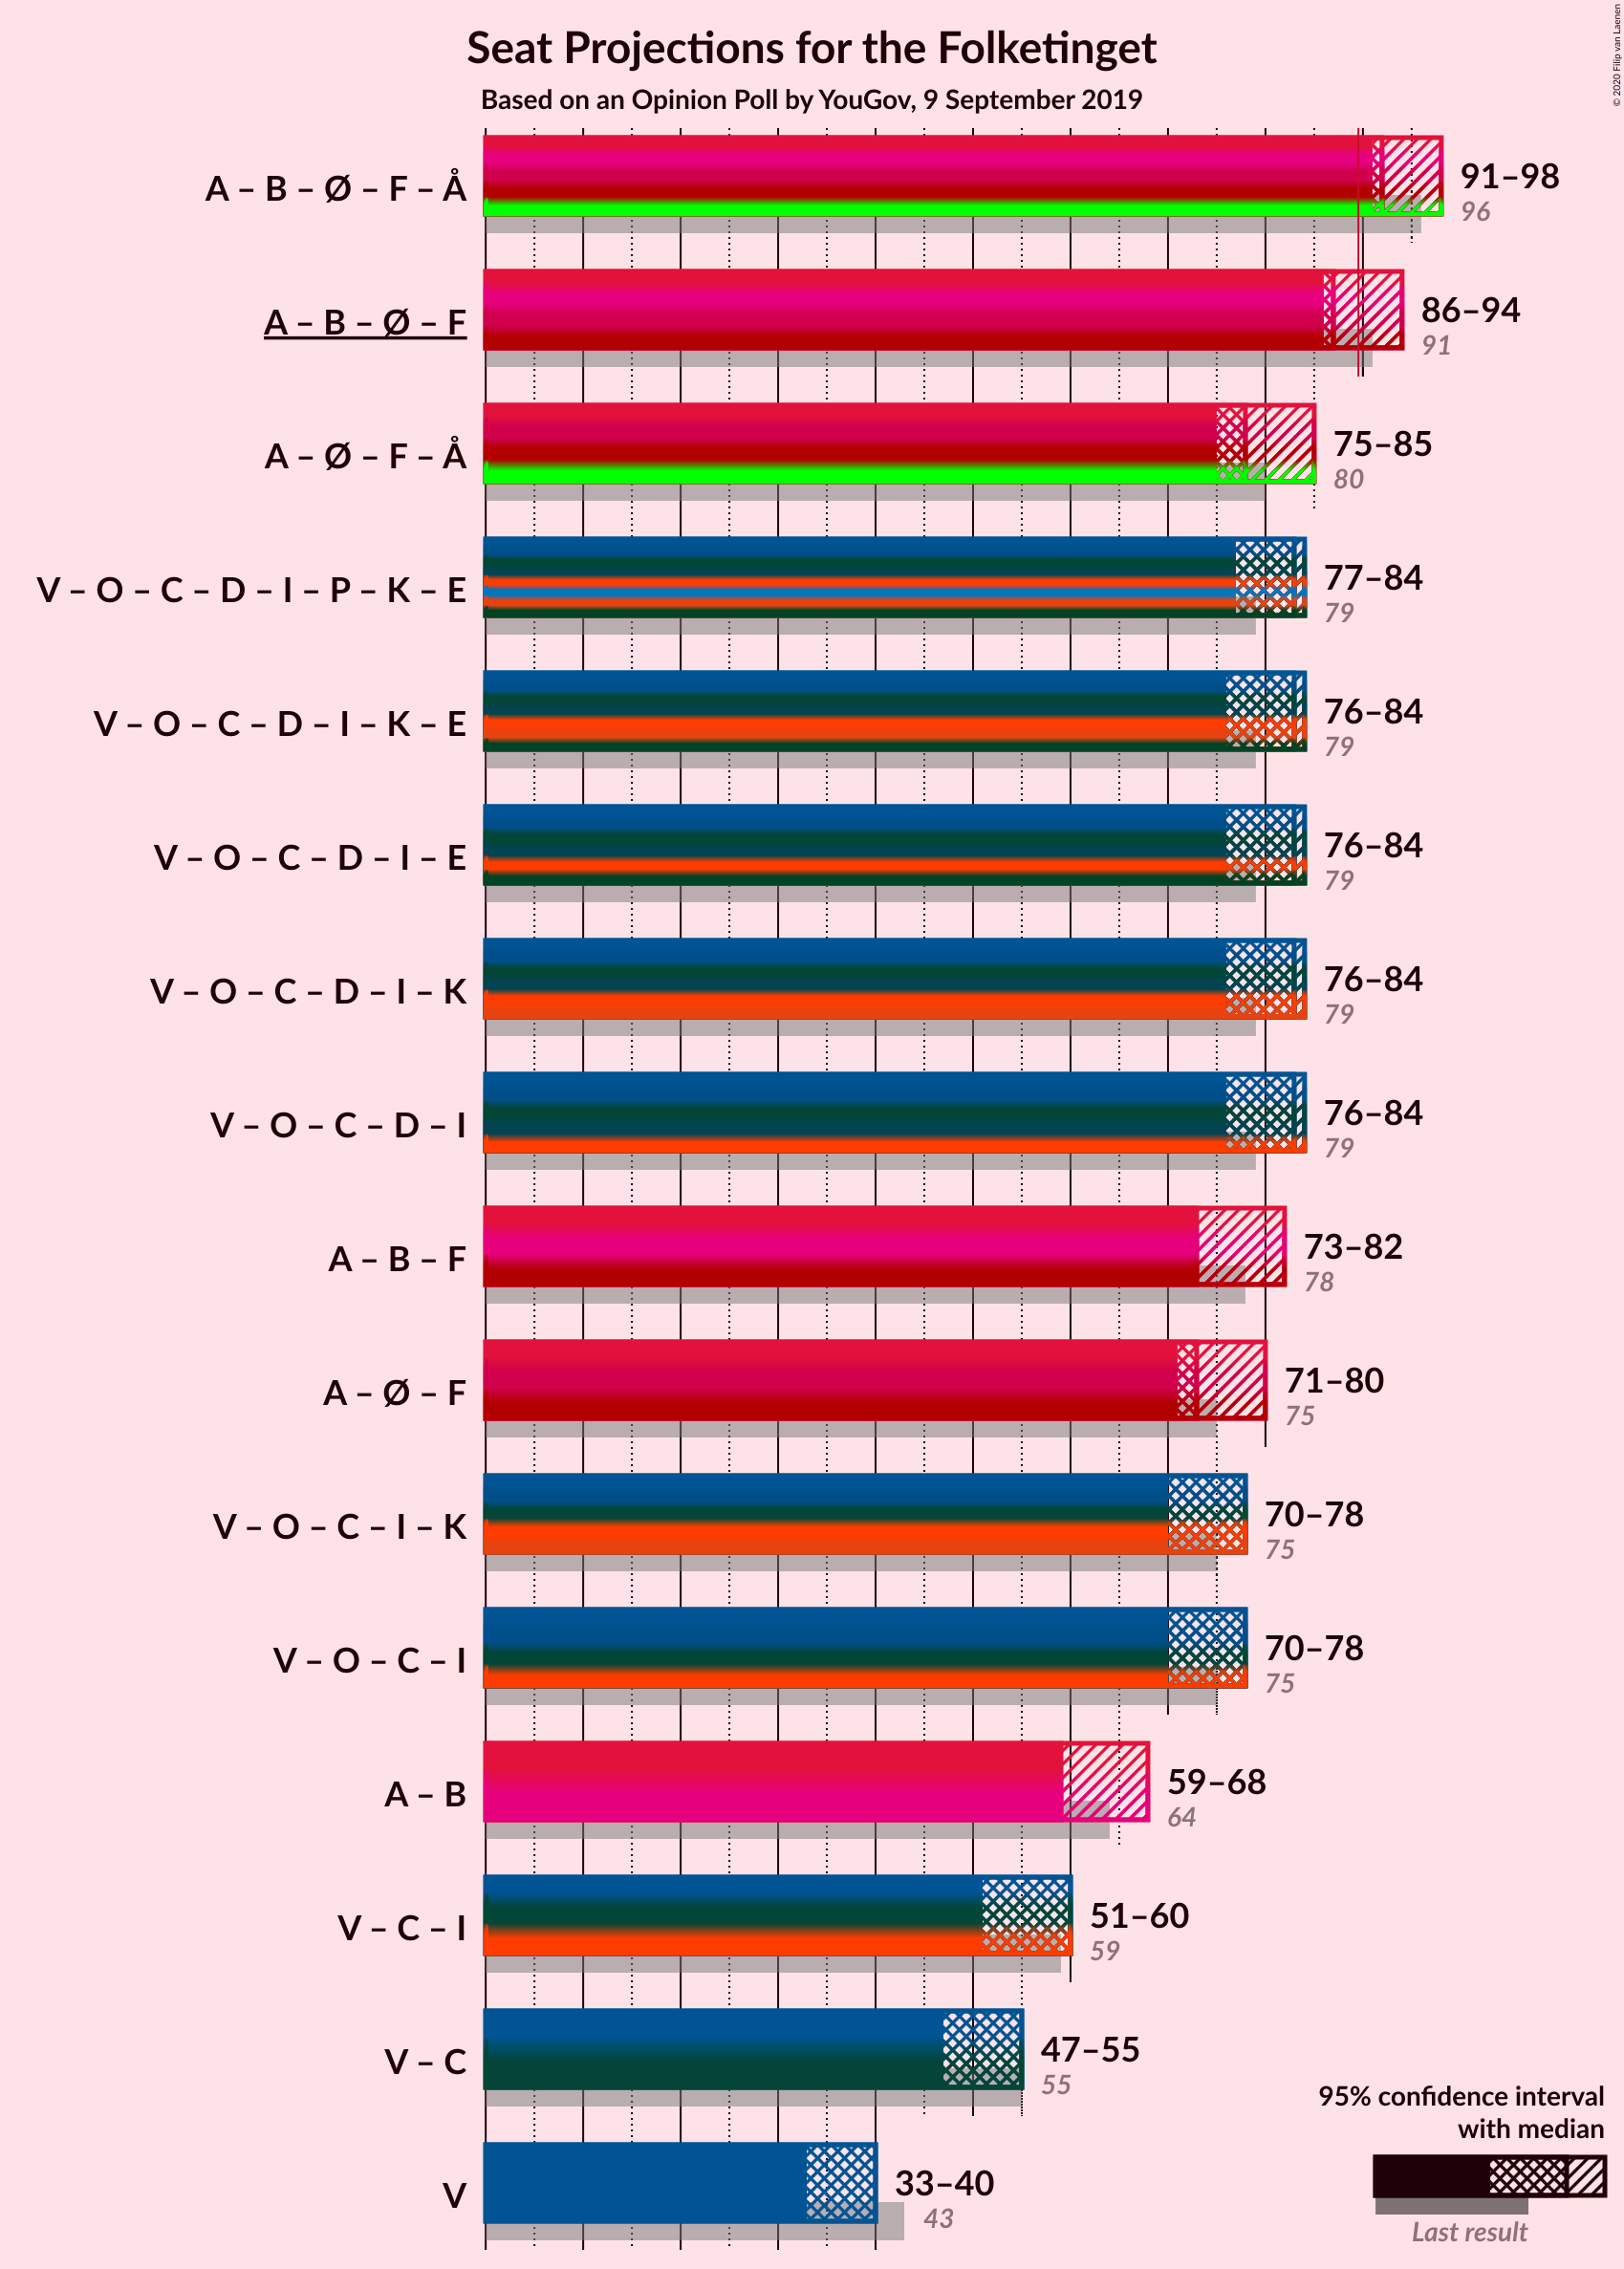 Seat Projections for the Folketinget
Based on an Opinion Poll by YouGov, 9 September 2019
© 2020 Filip van Laenen
A – B – Ø – F – Å
91–98
96
A – B – Ø – F
86–94
91
A – Ø – F – Å
75–85
80
V – O – C – D – I – P – K – E
77–84
79
V – O – C – D – I – K – E
76–84
79
V – O – C – D – I – E
76–84
79
V – O – C – D – I – K
76–84
79
V – O – C – D – I
76–84
79
A – B – F
73–82
78
A – Ø – F
71–80
75
V – O – C – I – K
70–78
75
V – O – C – I
70–78
75
A – B
59–68
64
V – C – I
51–60
59
V – C
47–55
55
V
33–40
43
95% confidence interval
with median
Last result